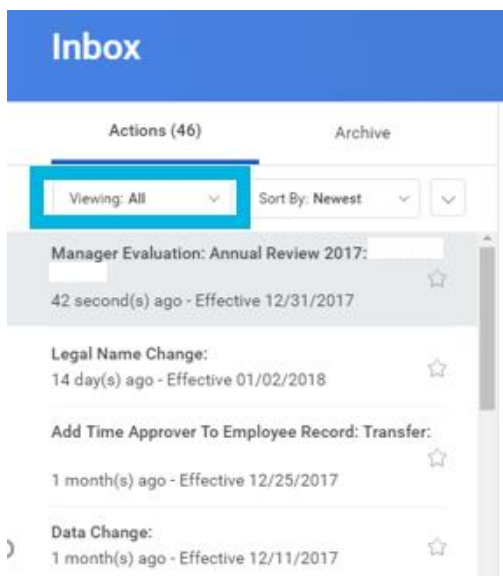 Inbox
Actions (46) Archive
Viewing: All Sort By: Newest
Manager Evaluation: Annual Review 2017:
42 second(s) ago - Effective 12/31/2017
Legal Name Change:
14 day(s) ago - Effective 01/02/2018
Add Time Approver To Employee Record: Transfer:
1 month(s) ago - Effective 12/25/2017
Data Change:
1 month(s) ago - Effective 12/11/2017